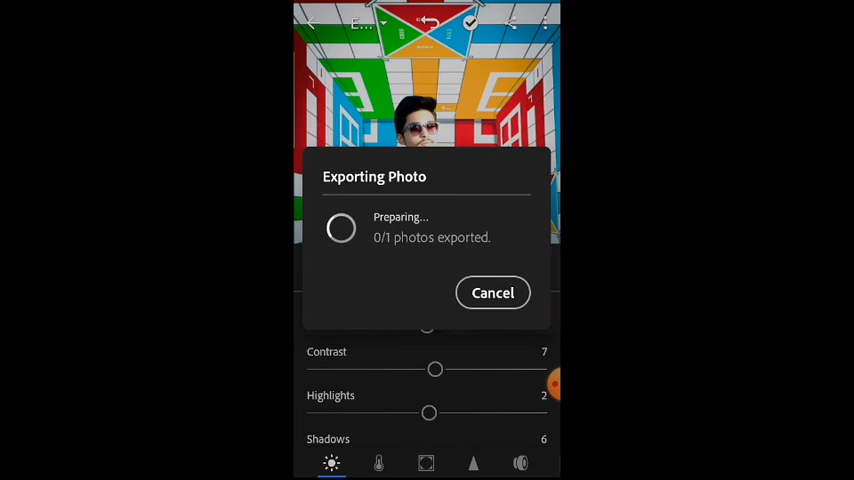 E...
Exporting Photo
Preparing...
0/1 photos exported.
Cancel
Contrast 7
Highlights 2
Shadows 6